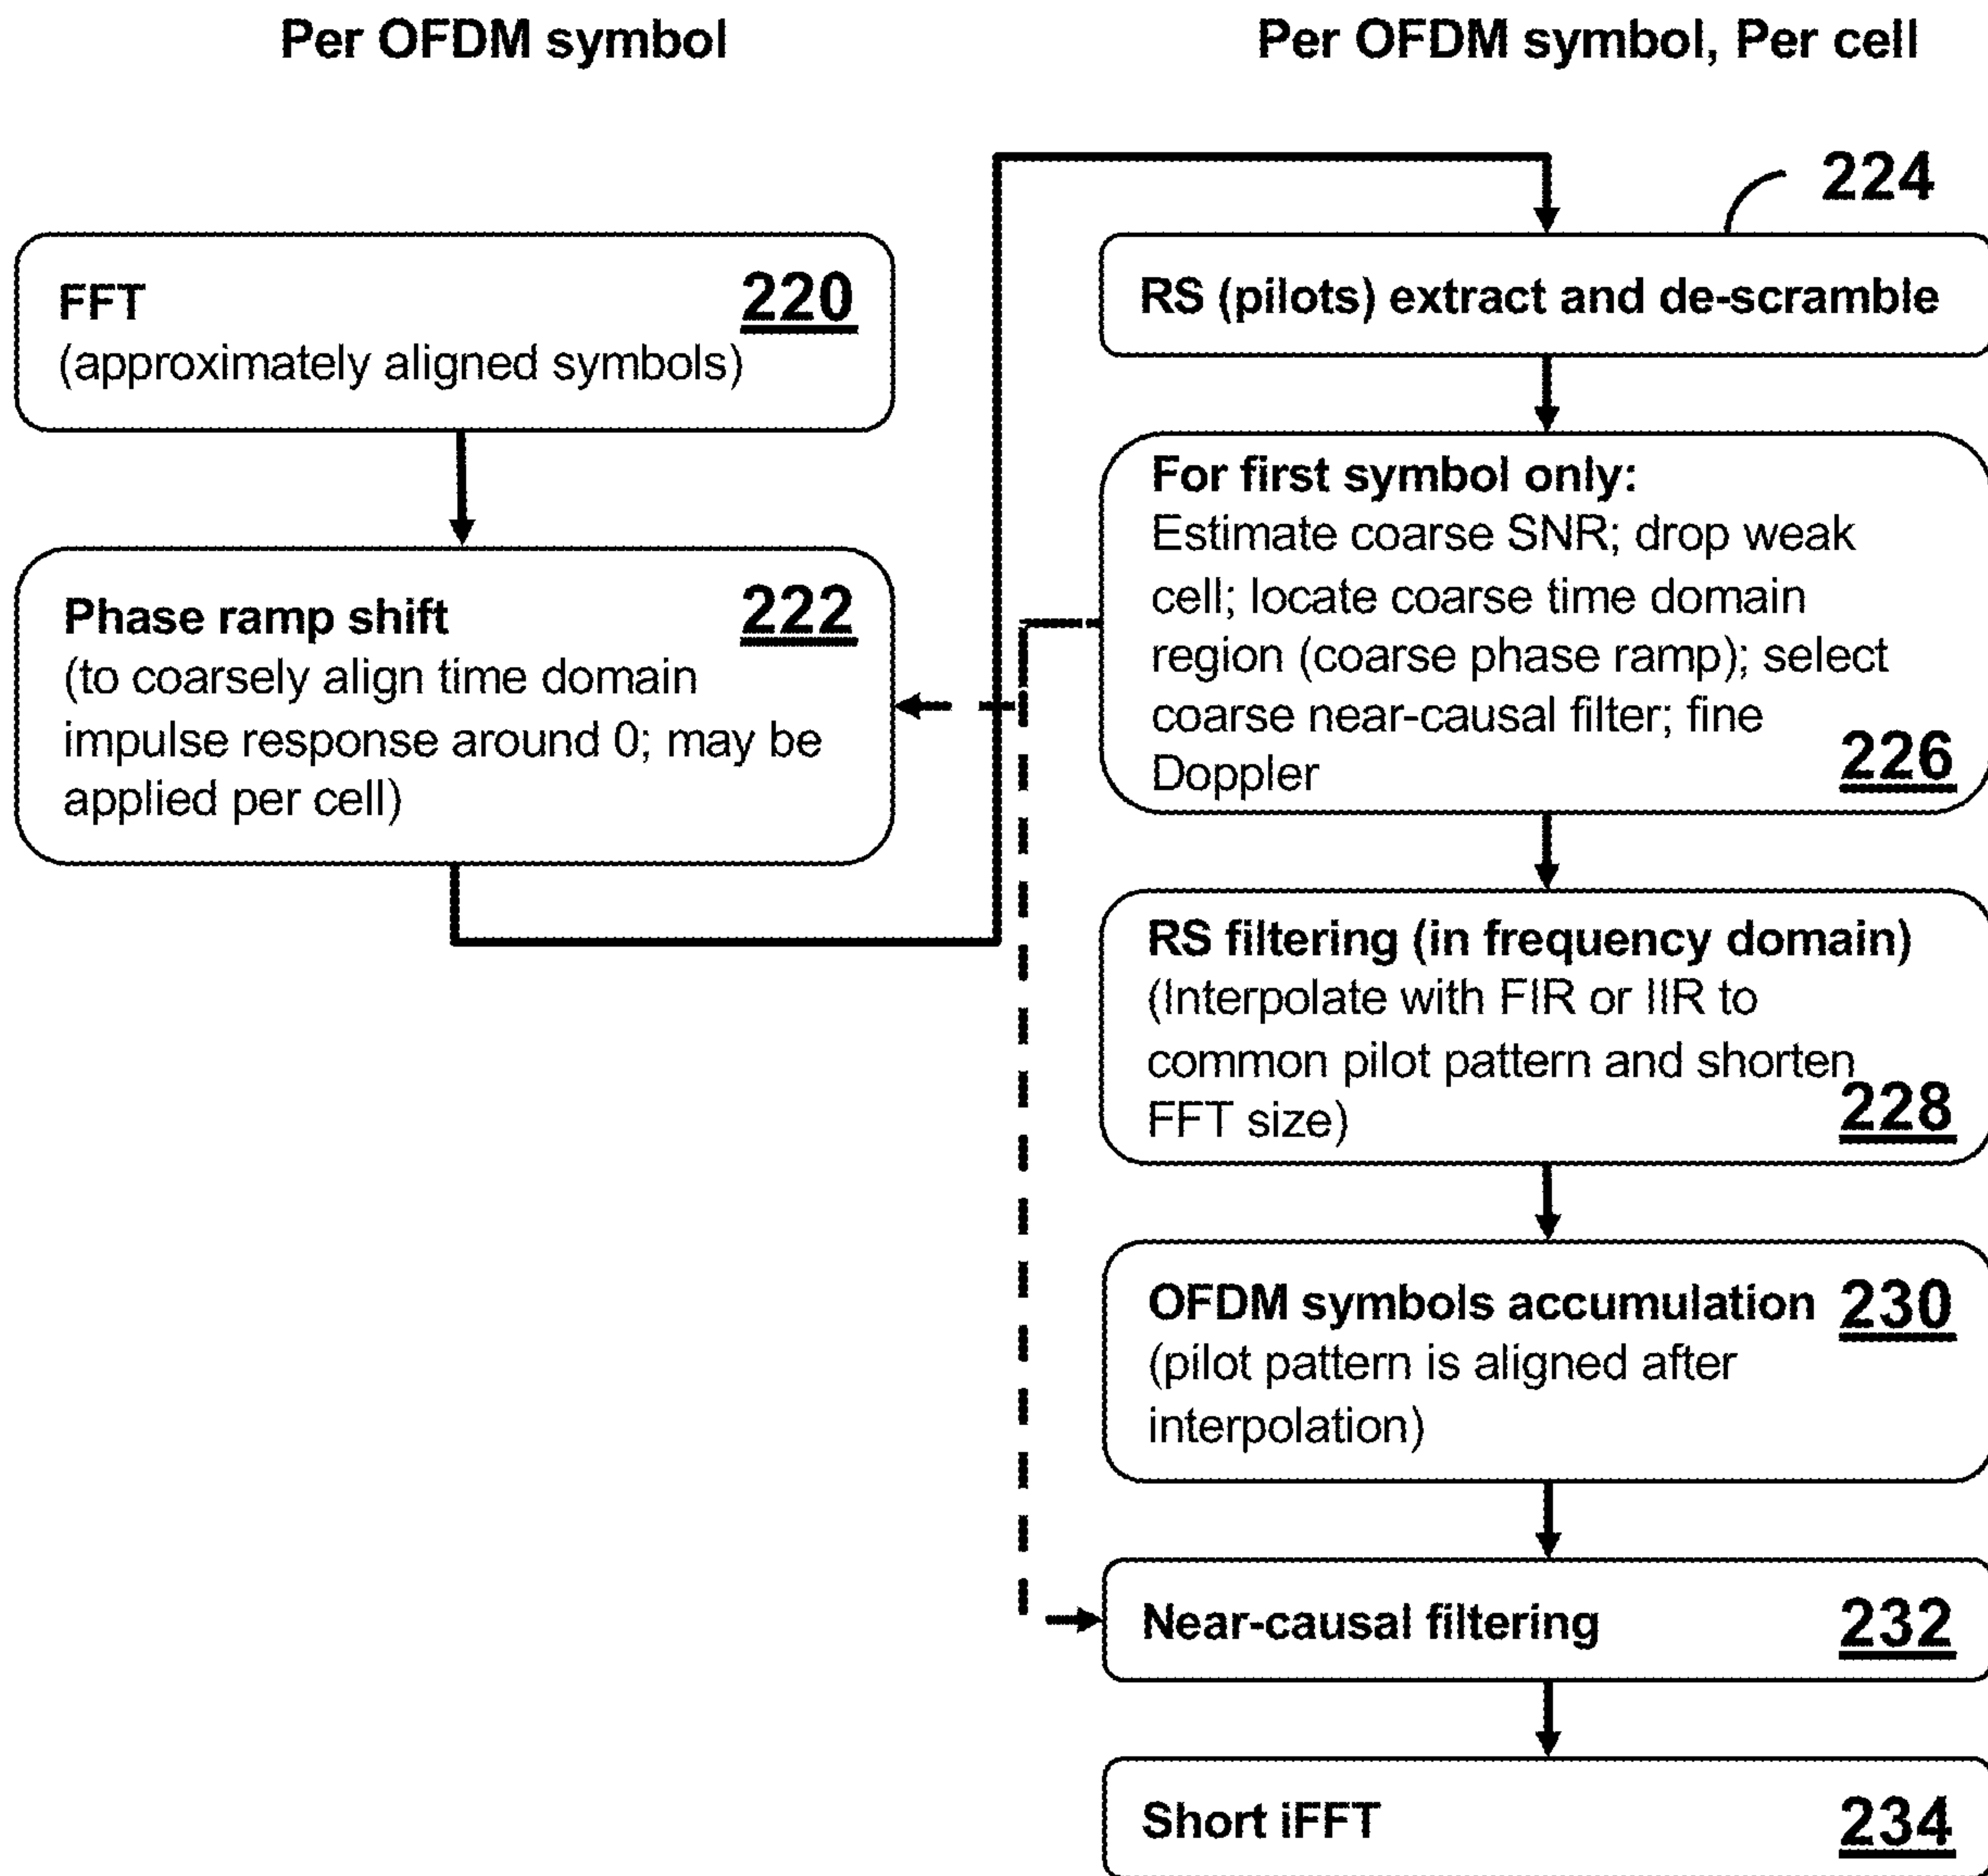 Per OFDM symbol
FFT
220
(approximately aligned symbols)
Phase ramp shift
222
(to coarsely align time domain
impulse response around 0; may be
applied per cell)
Per OFDM symbol, Per cell
224
RS (pilots) extract and de-scramble
For first symbol only:
Estimate coarse SNR; drop weak
cell; locate coarse time domain
region (coarse phase ramp); select
coarse near-causal filter; fine
Doppler
226
RS filtering (in frequency domain)
(Interpolate with FIR or IIR to
common pilot pattern and shorten
FFT size)
228
OFDM symbols accumulation
230
(pilot pattern is aligned after
interpolation)
Near-causal filtering
232
Short iFFT
234